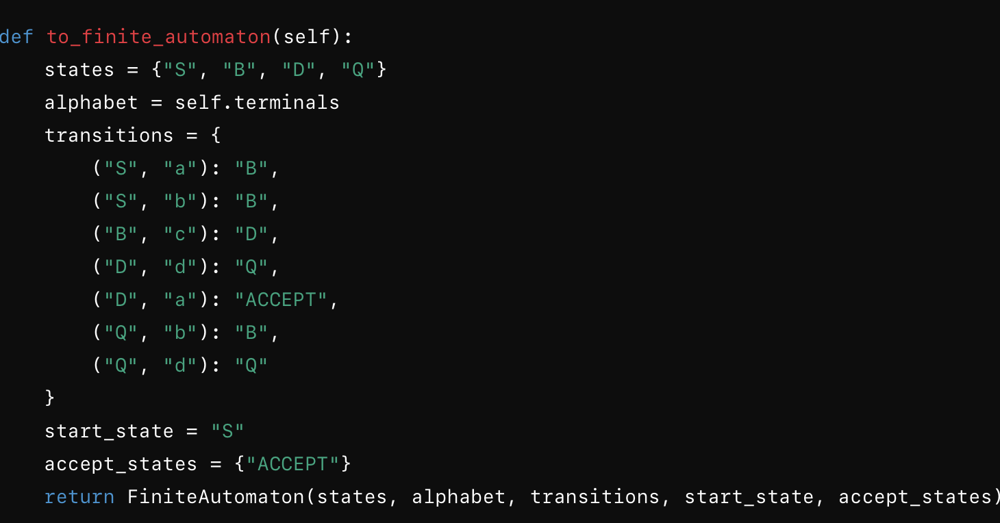 def to_finite_automaton(self):
    states = {"S", "B", "D", "Q"}
    alphabet = self.terminals
    transitions = {
        ("S", "a"): "B",
        ("S", "b"): "B",
        ("B", "c"): "D",
        ("D", "d"): "Q",
        ("D", "a"): "ACCEPT",
        ("Q", "b"): "B",
        ("Q", "d"): "Q"
    }
    start_state = "S"
    accept_states = {"ACCEPT"}
    return FiniteAutomaton(states, alphabet, transitions, start_state, accept_states)